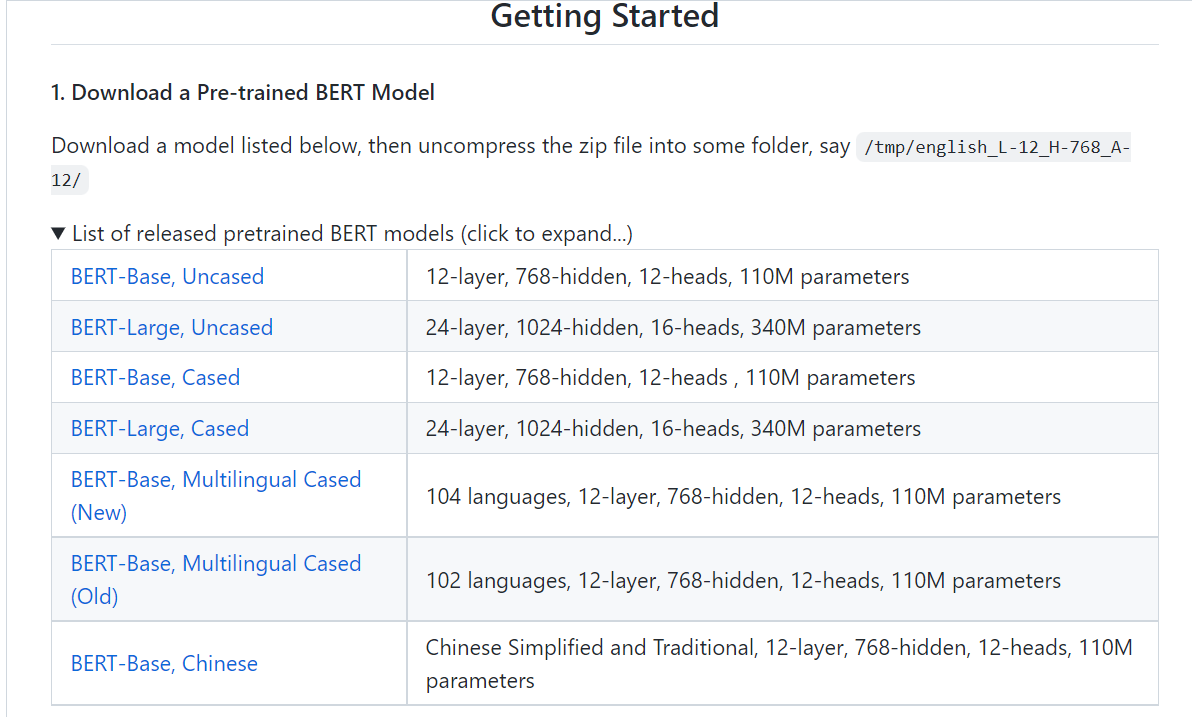 Getting Started
1. Download a Pre-trained BERT Model
Download a model listed below, then uncompress the zip file into some folder, say /tmp/english_L-12_H-768_A-
12/
▼ List of released pretrained BERT models (click to expand...)
BERT-Base, Uncased 12-layer, 768-hidden, 12-heads, 110M parameters
BERT-Large, Uncased 24-layer, 1024-hidden, 16-heads, 340M parameters
BERT-Base, Cased 12-layer, 768-hidden, 12-heads , 110M parameters
BERT-Large, Cased 24-layer, 1024-hidden, 16-heads, 340M parameters
BERT-Base, Multilingual Cased
(New)
104 languages, 12-layer, 768-hidden, 12-heads, 110M parameters
BERT-Base, Multilingual Cased
(Old)
102 languages, 12-layer, 768-hidden, 12-heads, 110M parameters
BERT-Base, Chinese
Chinese Simplified and Traditional, 12-layer, 768-hidden, 12-heads, 110M
parameters